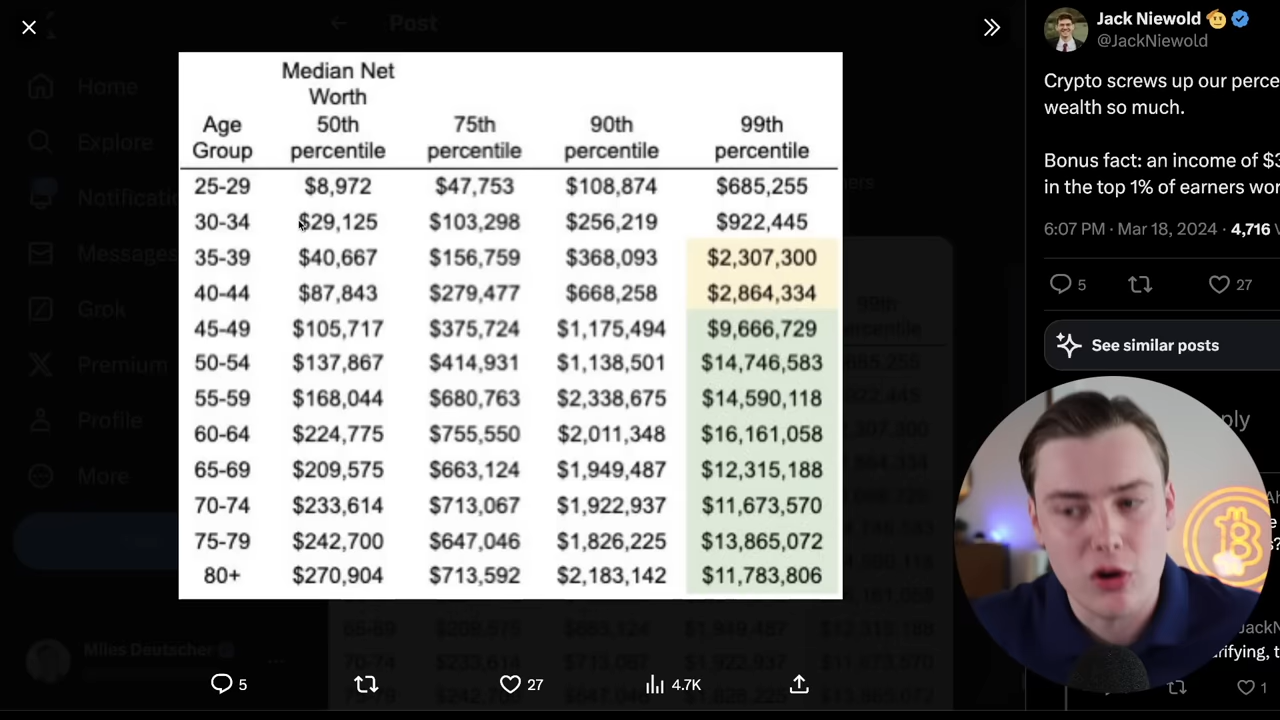 Post
Home
Explore
Notificatio
Messages
Grok
Premium
Profile
More
Miles Deutscher
Median Net
Worth
Age Group 50th percentile 75th percentile 90th percentile 99th percentile
25-29 $8,972 $47,753 $108,874 $685,255
30-34 $29,125 $103,298 $256,219 $922,445
35-39 $40,667 $156,759 $368,093 $2,307,300
40-44 $87,843 $279,477 $668,258 $2,864,334
45-49 $105,717 $375,724 $1,175,494 $9,666,729
50-54 $137,867 $414,931 $1,138,501 $14,746,583
55-59 $168,044 $680,763 $2,338,675 $14,590,118
60-64 $224,775 $755,550 $2,011,348 $16,161,058
65-69 $209,575 $663,124 $1,949,487 $12,315,188
70-74 $233,614 $713,067 $1,922,937 $11,673,570
75-79 $242,700 $647,046 $1,826,225 $13,865,072
80+ $270,904 $713,592 $2,183,142 $11,783,806
5 27 4.7K
Jack Niewold
@JackNiewold
Crypto screws up our perce
wealth so much.
Bonus fact: an income of $3
in the top 1% of earners wor
6:07 PM · Mar 18, 2024 · 4,716 V
5 27
See similar posts
ply
JackN
rifying, t
1